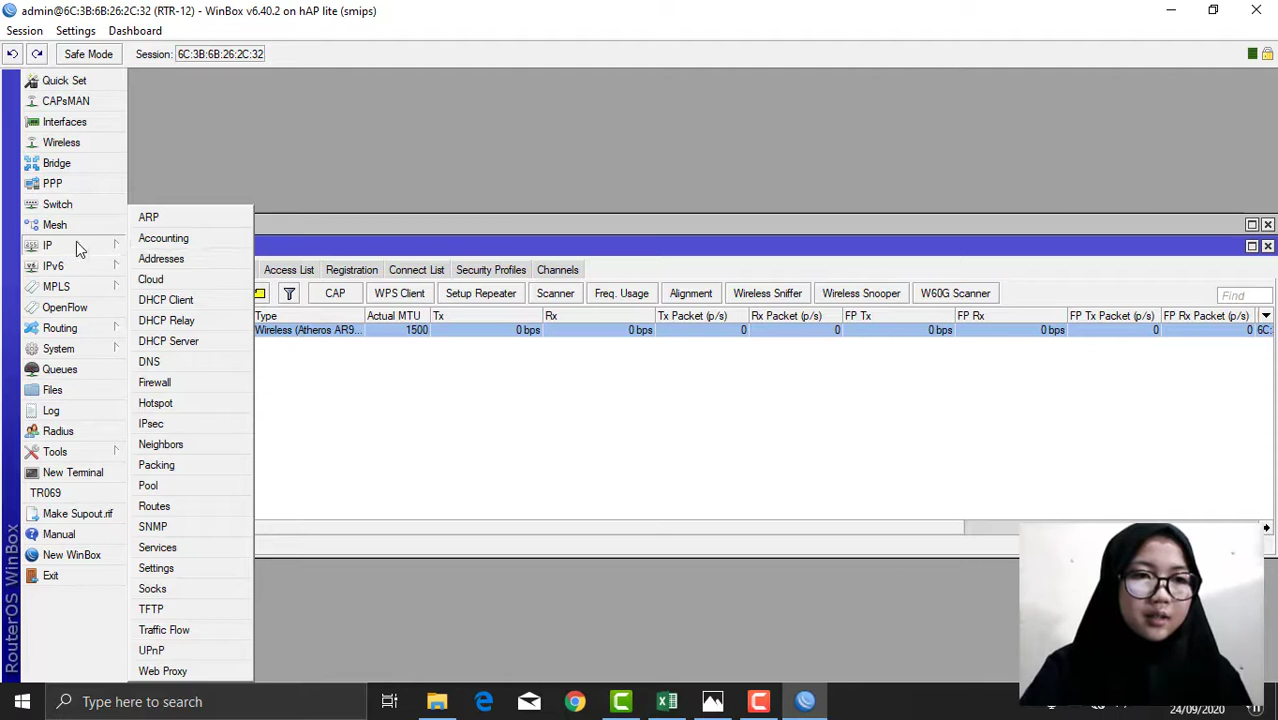 admin@6C:3B:6B:26:2C:32 (RTR-12) - WinBox v6.40.2 on hAP lite (smips)
Session Settings Dashboard
Safe Mode Session: 6C:3B:6B:26:2C:32
Quick Set
CAPsMAN
Interfaces
Wireless
Bridge
PPP
Switch
Mesh
IP
IPv6
MPLS
OpenFlow
Routing
System
Queues
Files
Log
Radius
Tools
New Terminal
TR069
Make Supout.rif
Manual
New WinBox
Exit
RouterOS WinBox
ARP
Accounting
Addresses
Cloud
DHCP Client
DHCP Relay
DHCP Server
DNS
Firewall
Hotspot
IPsec
Neighbors
Packing
Pool
Routes
SNMP
Services
Settings
Socks
TFTP
Traffic Flow
UPnP
Web Proxy
Access List Registration Connect List Security Profiles Channels
CAP WPS Client Setup Repeater Scanner Freq. Usage Alignment Wireless Sniffer Wireless Snooper W60G Scanner Find
Type Actual MTU Tx Rx Tx Packet (p/s) Rx Packet (p/s) FP Tx FP Rx FP Tx Packet (p/s) FP Rx Packet (p/s)
Wireless (Atheros AR9... 1500 0 bps 0 bps 0 0 0 bps 0 bps 0 0 6C:
Type here to search
24/09/2020